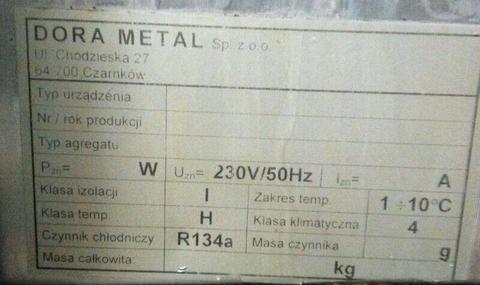 DORA METAL Sp. z o.o.
Ul. Chodzieska 27
64-700 Czarnków
Typ urządzenia
Nr / rok produkcji
Typ agregatu
Pzn= W Uzn= 230V/50Hz Izn= A
Klasa izolacji I Zakres temp. 1 ÷10°C
Klasa temp. H Klasa klimatyczna 4
Czynnik chłodniczy R134a Masa czynnika g
Masa całkowita: kg